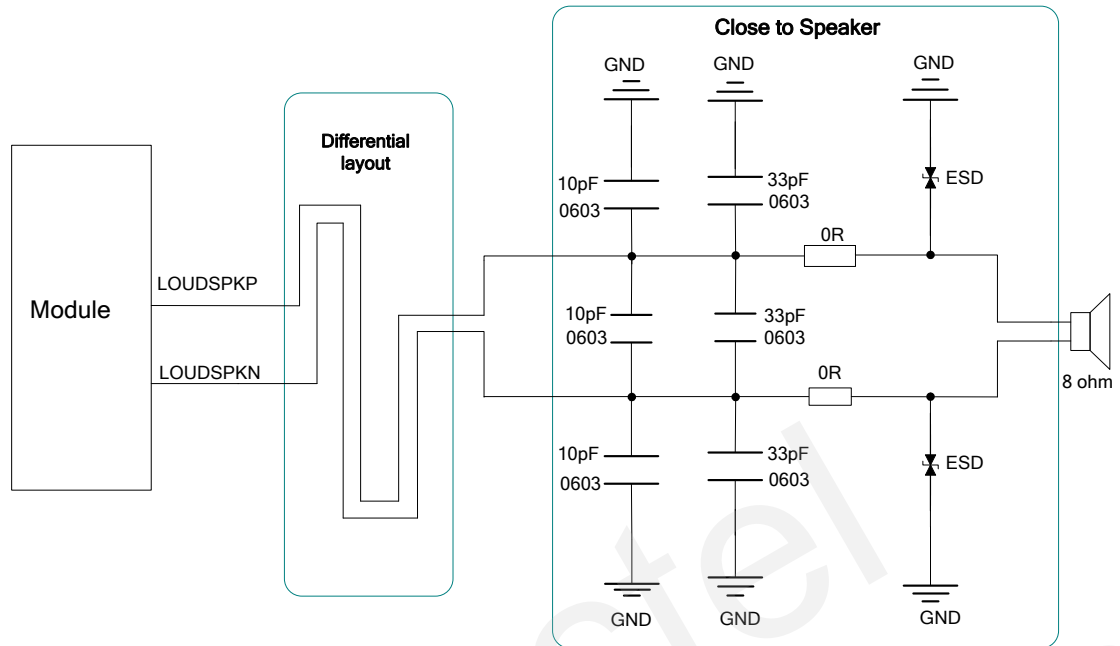 Close to Speaker
GND
GND
GND
Differential
layout
10pF
0603
33pF
0603
ESD
0R
LOUDSPKP
Module
10pF
0603
33pF
0603
LOUDSPKN
0R
8 ohm
10pF
0603
33pF
0603
ESD
GND
GND
GND